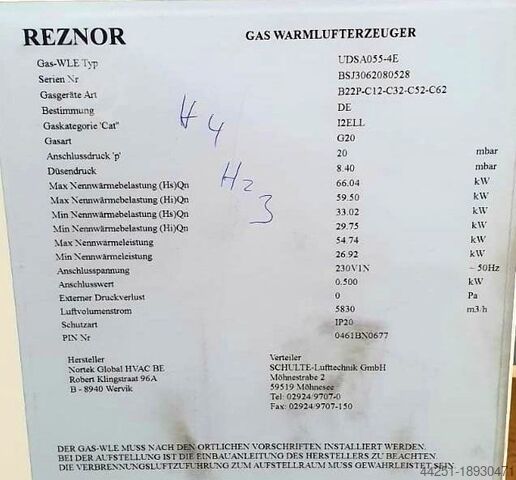 REZNOR GAS WARMLUFTERZEUGER
Gas-WLE Typ UDSA055-4E
Serien Nr BSJ3062080528
Gasgeräte Art B22P-C12-C32-C52-C62
Bestimmung DE
Gaskategorie 'Cat" I2ELL
Gasart G20
Anschlussdruck 'p' 20 mbar
Düsendruck 8.40 mbar
Max Nennwärmebelastung (Hs)Qn 66.04 kW
Max Nennwärmebelastung (Hi)Qn 59.50 kW
Min Nennwärmebelastung (Hs)Qn 33.02 kW
Min Nennwärmebelastung (Hi)Qn 29.75 kW
Max Nennwärmeleistung 54.74 kW
Min Nennwärmeleistung 26.92 kW
Anschlusspannung 230V1N ~ 50Hz
Anschlusswert 0.500 kW
Externer Druckverlust 0 Pa
Luftvolumenstrom 5830 m3/h
Schutzart IP20
PIN Nr 0461BN0677
H4
H2
3
Hersteller
Nortek Global HVAC BE
Robert Klingstraat 96A
B - 8940 Wervik
Verteiler
SCHULTE-Lufttechnik GmbH
Möhnestrabe 2
59519 Möhnesee
Tel: 02924/9707-0
Fax: 02924/9707-150
DER GAS-WLE MUSS NACH DEN ORTLICHEN VORSCHRIFTEN INSTALLIERT WERDEN.
BEI DER AUFSTELLUNG IST DIE EINBAUANLEITUNG DES HERSTELLERS ZU BEACHTEN.
DIE VERBRENNUNGSLUFTZUFUHRUNG ZUM AUFSTELLRAUM MUSS GEWAHRLEISTET SEIN.
44251-18930471